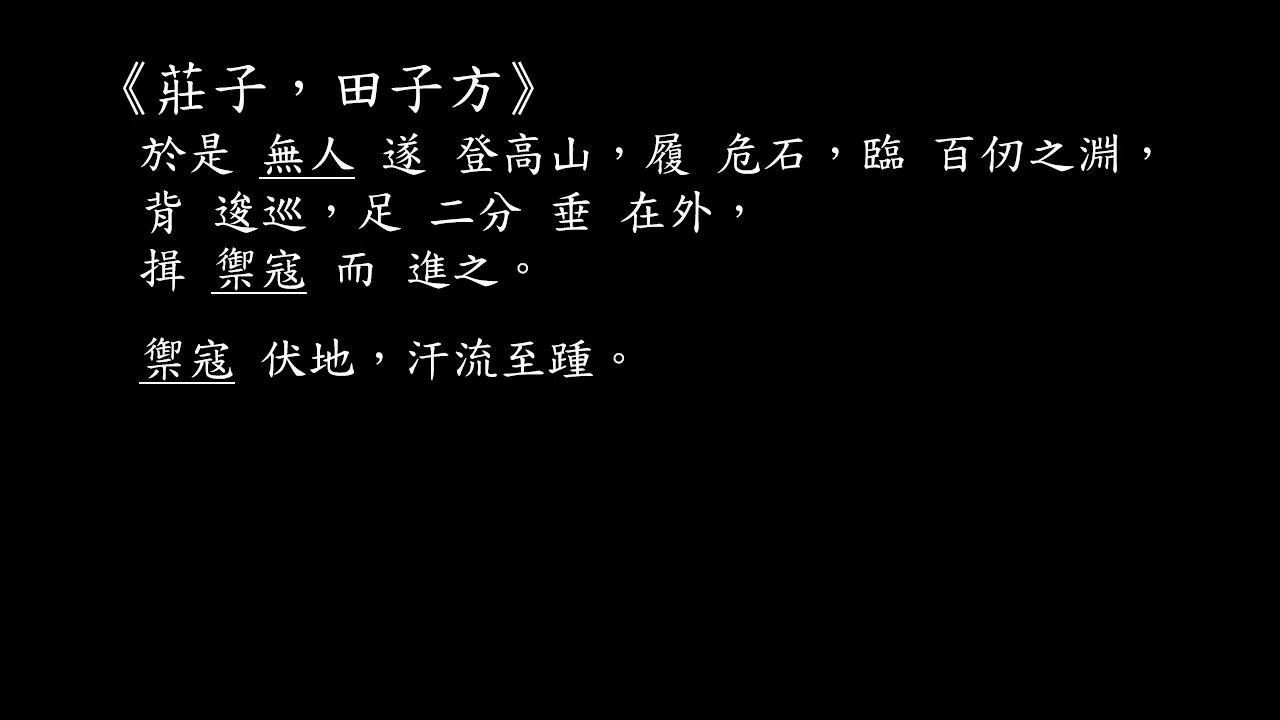 《莊子，田子方》
於是 無人 遂 登高山，履 危石，臨 百仞之淵，
背 逡巡，足 二分 垂 在外，
揖 禦寇 而 進之。
禦寇 伏地，汗流至踵。